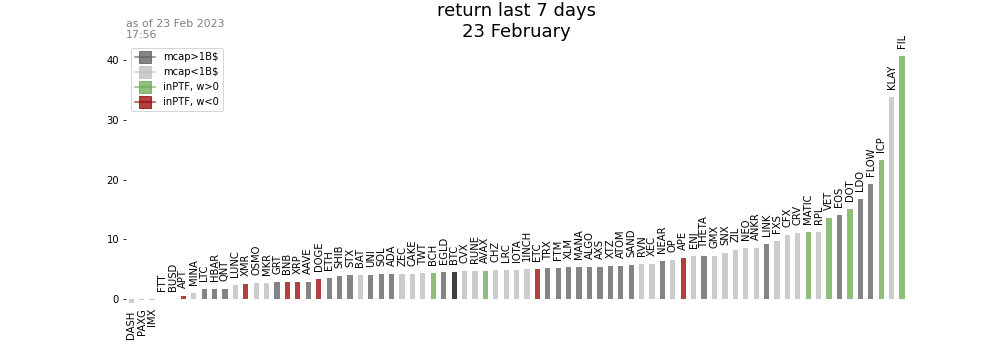 return last 7 days
23 February
as of 23 Feb 2023
17:56
mcap>1B$
mcap<1B$
inPTF, w>0
inPTF, w<0
40
30
20
10
0
DASH
PAXG
IMX
FTT
BUSD
APT
MINA
LTC
HBAR
QNT
LUNC
XMR
OSMO
MKR
GRT
BNB
XRP
AAVE
DOGE
ETH
SHIB
STX
BAT
UNI
SOL
ADA
ZEC
CAKE
TWT
BCH
EGLD
BTC
CVX
RUNE
AVAX
CHZ
LRC
IOTA
1INCH
ETC
TRX
FTM
XLM
MANA
ALGO
AXS
XTZ
ATOM
SAND
RVN
XEC
NEAR
OP
APE
ENJ
THETA
GMX
SNX
ZIL
NEO
ANKR
LINK
FXS
CFX
CRV
MATIC
RPL
VET
EOS
DOT
LDO
FLOW
ICP
KLAY
FIL